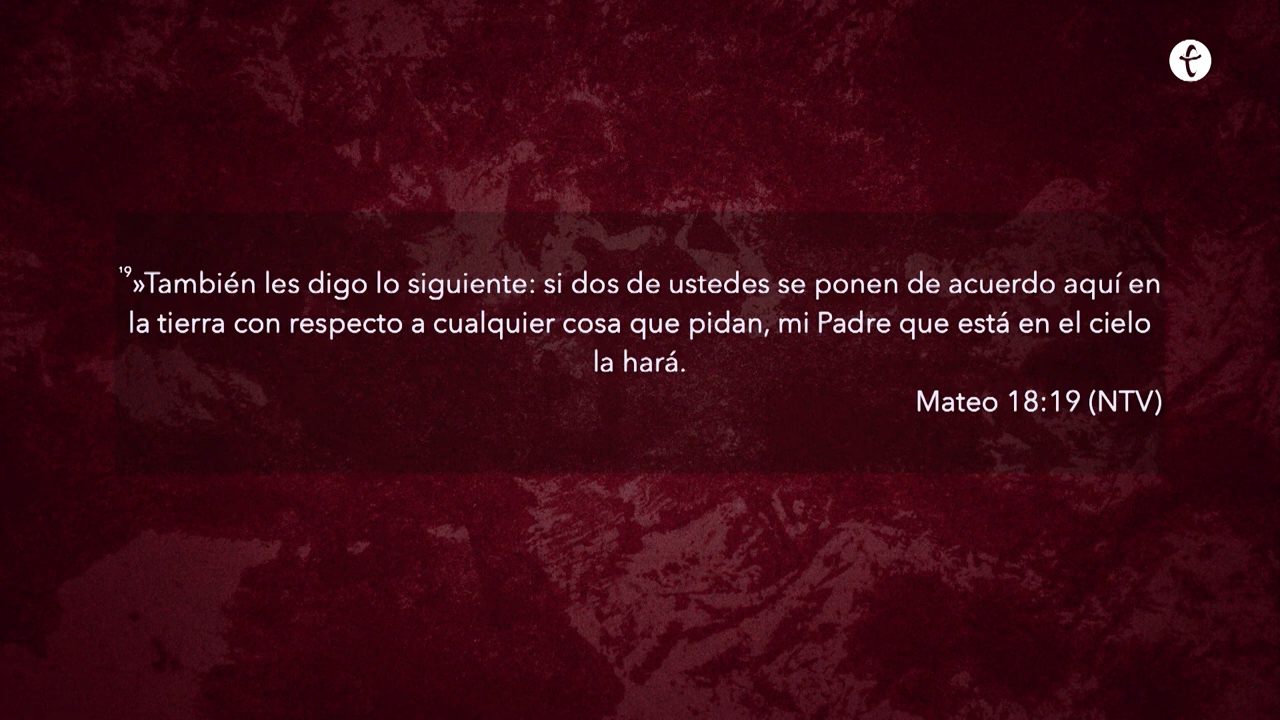 ¹⁹»También les digo lo siguiente: si dos de ustedes se ponen de acuerdo aquí en
la tierra con respecto a cualquier cosa que pidan, mi Padre que está en el cielo
la hará.
Mateo 18:19 (NTV)